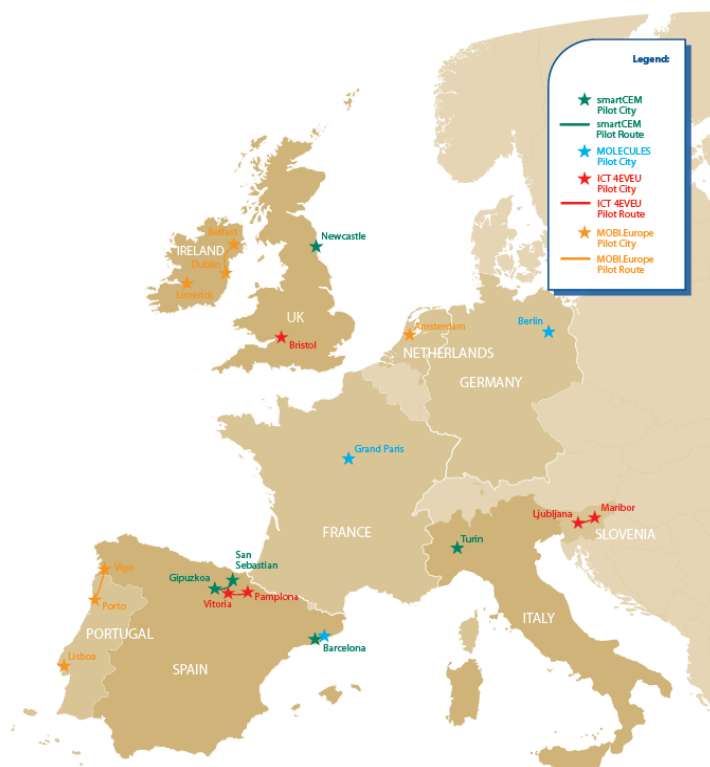 Legend:
smartCEM
Pilot City
smartCEM
Pilot Route
MOLECULES
Pilot City
ICT 4EVEU
Pilot City
ICT 4EVEU
Pilot Route
MOBI.Europe
Pilot City
MOBI.Europe
Pilot Route
Belfast
IRELAND
Dublin
Limerick
Newcastle
UK
Bristol
Amsterdam
NETHERLANDS
Berlin
GERMANY
Grand Paris
FRANCE
Ljubljana
Maribor
SLOVENIA
Turin
ITALY
San
Sebastian
Gipuzkoa
Vitoria
Pamplona
Vigo
Porto
PORTUGAL
Lisboa
SPAIN
Barcelona